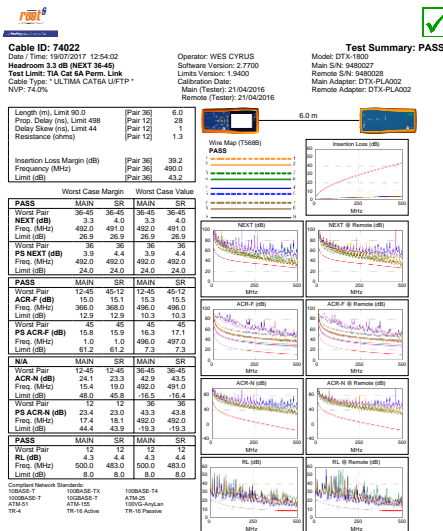 root6
Cable ID: 74022
Test Summary: PASS
Date / Time: 19/07/2017 12:54:02
Headroom 3.3 dB (NEXT 36-45)
Test Limit: TIA Cat 6A Perm. Link
Cable Type: * ULTIMA CAT6A U/FTP *
NVP: 74.0%
Operator: WES CYRUS
Software Version: 2.7700
Limits Version: 1.9400
Calibration Date:
Main (Tester): 21/04/2016
Remote (Tester): 21/04/2016
Model: DTX-1800
Main S/N: 9480027
Remote S/N: 9480028
Main Adapter: DTX-PLA002
Remote Adapter: DTX-PLA002
Length (m), Limit 90.0 [Pair 36] 6.0
Prop. Delay (ns), Limit 498 [Pair 12] 28
Delay Skew (ns), Limit 44 [Pair 12] 1
Resistance (ohms) [Pair 36] 1.3
Insertion Loss Margin (dB) [Pair 36] 39.2
Frequency (MHz) [Pair 36] 490.0
Limit (dB) [Pair 36] 43.2
6.0 m
Wire Map (T568B)
PASS
Worst Case Margin Worst Case Value
PASS MAIN SR MAIN SR
Worst Pair 36-45 36-45 36-45 36-45
NEXT (dB) 3.3 4.0 3.3 4.0
Freq. (MHz) 492.0 491.0 492.0 491.0
Limit (dB) 26.9 26.9 26.9 26.9
Worst Pair 36 36 36 36
PS NEXT (dB) 3.9 4.4 3.9 4.4
Freq. (MHz) 492.0 492.0 492.0 492.0
Limit (dB) 24.0 24.0 24.0 24.0
PASS MAIN SR MAIN SR
Worst Pair 12-45 45-12 12-45 45-12
ACR-F (dB) 15.0 15.1 15.3 15.5
Freq. (MHz) 366.0 368.0 496.0 496.0
Limit (dB) 12.9 12.9 10.3 10.3
Worst Pair 45 45 45 45
PS ACR-F (dB) 15.8 15.9 16.3 17.1
Freq. (MHz) 1.0 1.0 496.0 497.0
Limit (dB) 61.2 61.2 7.3 7.3
N/A MAIN SR MAIN SR
Worst Pair 12-45 12-45 36-45 36-45
ACR-N (dB) 24.1 23.3 42.9 43.5
Freq. (MHz) 15.4 19.0 492.0 491.0
Limit (dB) 48.0 45.8 -16.5 -16.4
Worst Pair 12 12 36 36
PS ACR-N (dB) 23.4 23.0 43.3 43.8
Freq. (MHz) 17.4 18.1 492.0 492.0
Limit (dB) 44.4 43.9 -19.3 -19.3
PASS MAIN SR MAIN SR
Worst Pair 12 12 12 12
RL (dB) 4.3 4.4 4.3 4.4
Freq. (MHz) 500.0 483.0 500.0 483.0
Limit (dB) 8.0 8.0 8.0 8.0
Compliant Network Standards:
10BASE-T 100BASE-TX 100BASE-T4
1000BASE-T 10GBASE-T ATM-25
ATM-51 ATM-155 100VG-AnyLan
TR-4 TR-16 Active TR-16 Passive
Insertion Loss (dB)
MHz
NEXT (dB)
MHz
NEXT @ Remote (dB)
MHz
ACR-F (dB)
MHz
ACR-F @ Remote (dB)
MHz
ACR-N (dB)
MHz
ACR-N @ Remote (dB)
MHz
RL (dB)
MHz
RL @ Remote (dB)
MHz